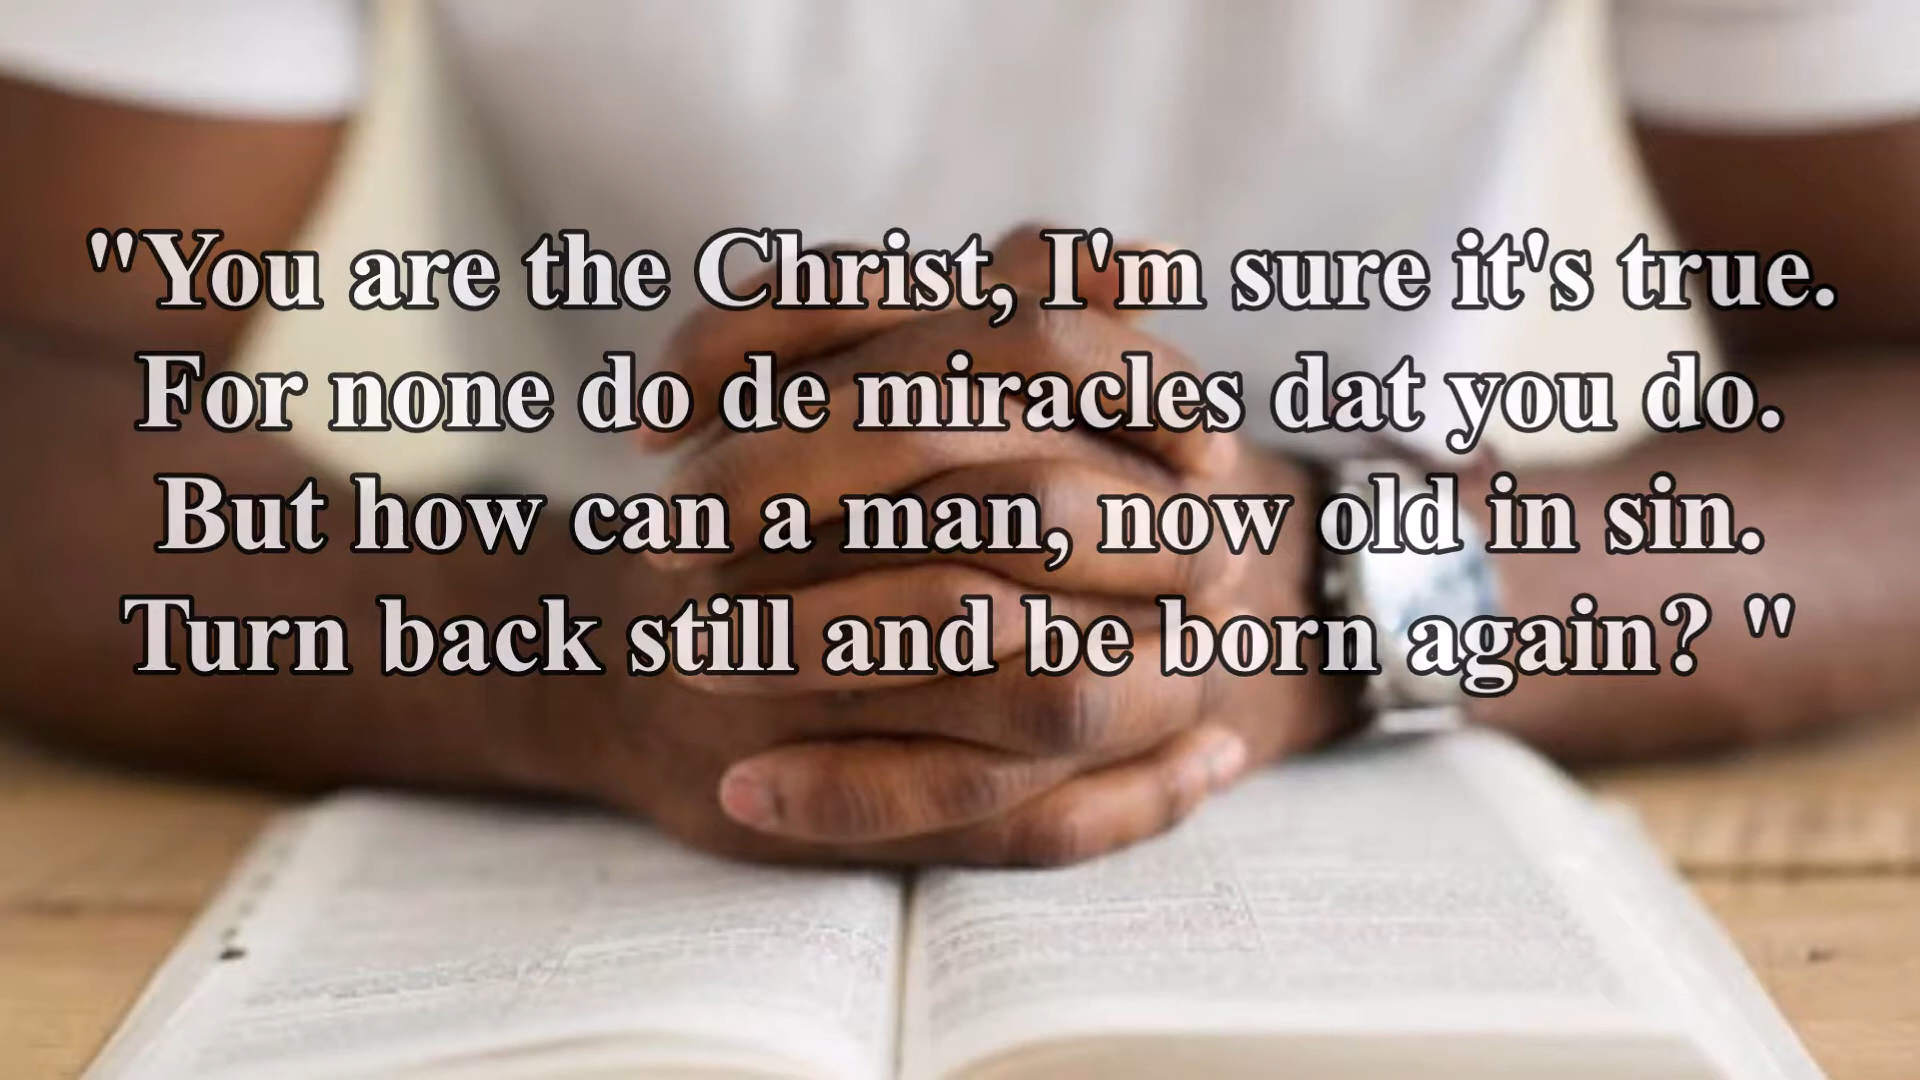 "You are the Christ, I'm sure it's true.
For none do de miracles dat you do.
But how can a man, now old in sin.
Turn back still and be born again? "